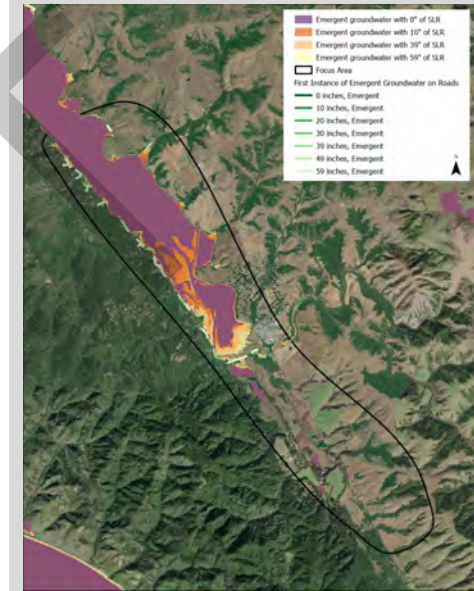 Emergent groundwater with 0" of SLR
Emergent groundwater with 10" of SLR
Emergent groundwater with 39" of SLR
Emergent groundwater with 59" of SLR
Focus Area
First Instance of Emergent Groundwater on Roads
0 inches, Emergent
10 inches, Emergent
20 inches, Emergent
30 inches, Emergent
39 inches, Emergent
49 inches, Emergent
59 inches, Emergent
N